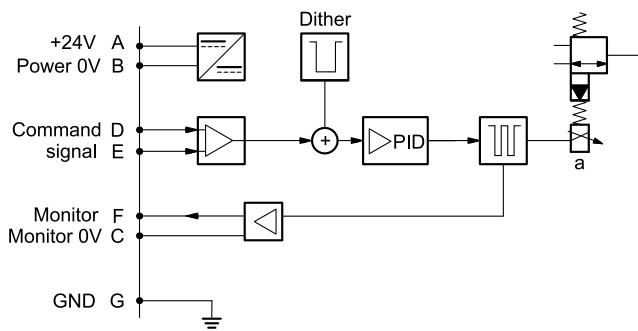 Dither
+24V A
Power 0V B
Command D
signal E
PID
a
Monitor F
Monitor 0V C
GND G